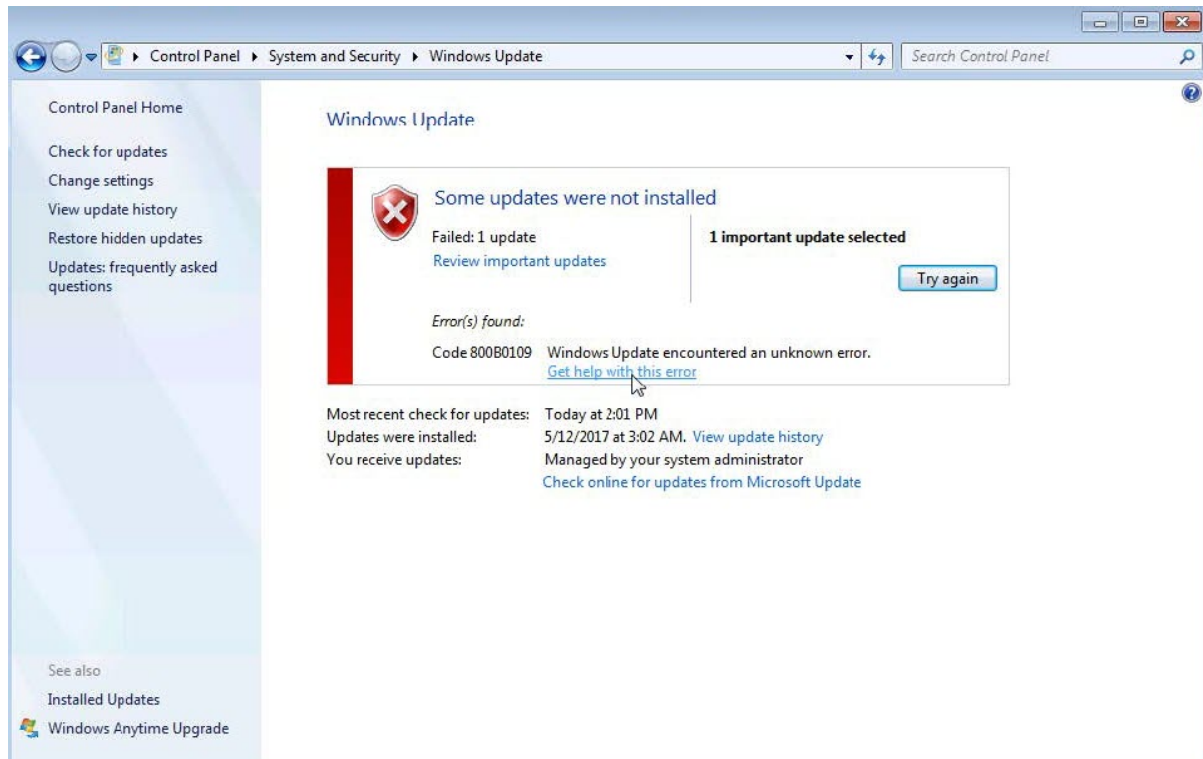 Control Panel
System and Security
Windows Update
Search Control Panel
Control Panel Home
Check for updates
Change settings
View update history
Restore hidden updates
Updates: frequently asked
questions
See also
Installed Updates
Windows Anytime Upgrade
Windows Update
Some updates were not installed
Failed: 1 update
Review important updates
1 important update selected
Try again
Error(s) found:
Code 800B0109 Windows Update encountered an unknown error.
Get help with this error
Most recent check for updates: Today at 2:01 PM
Updates were installed: 5/12/2017 at 3:02 AM. View update history
You receive updates: Managed by your system administrator
Check online for updates from Microsoft Update